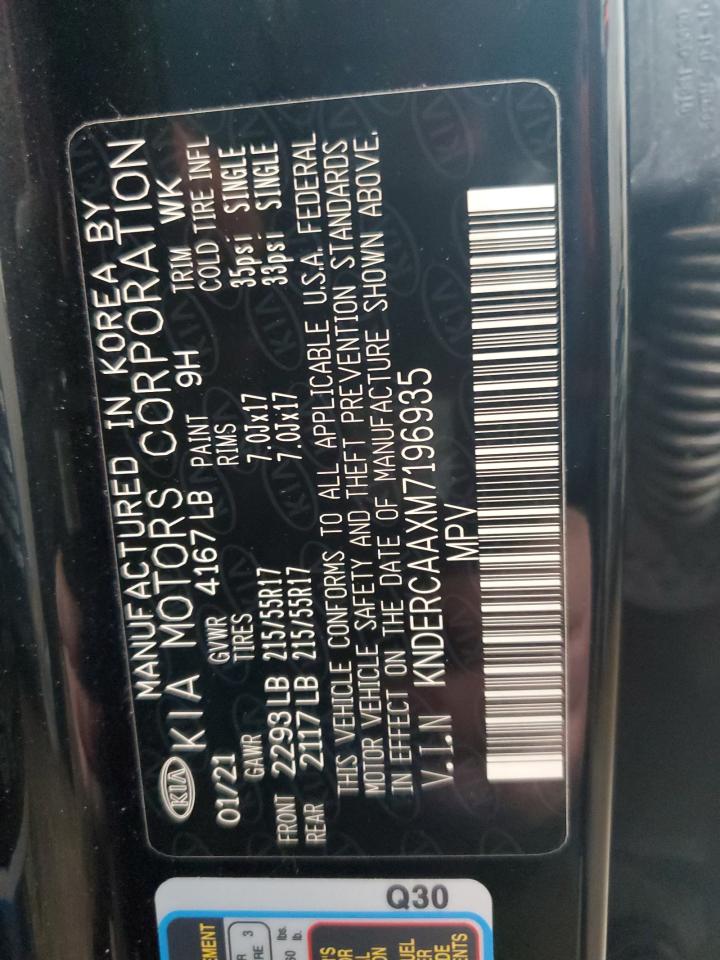 MANUFACTURED IN KOREA BY
KIA KIA MOTORS CORPORATION
01/21 GVWR 4167LB PAINT 9H TRIM WK
GAWR TIRES RIMS COLD TIRE INFL
FRONT 2293LB 215/55R17 7.0Jx17 35psi SINGLE
REAR 2117LB 215/55R17 7.0Jx17 33psi SINGLE
THIS VEHICLE CONFORMS TO ALL APPLICABLE U.S.A. FEDERAL
MOTOR VEHICLE SAFETY AND THEFT PREVENTION STANDARDS
IN EFFECT ON THE DATE OF MANUFACTURE SHOWN ABOVE.
V.I.N KNDERCAAXM7196935
MPV
Q30